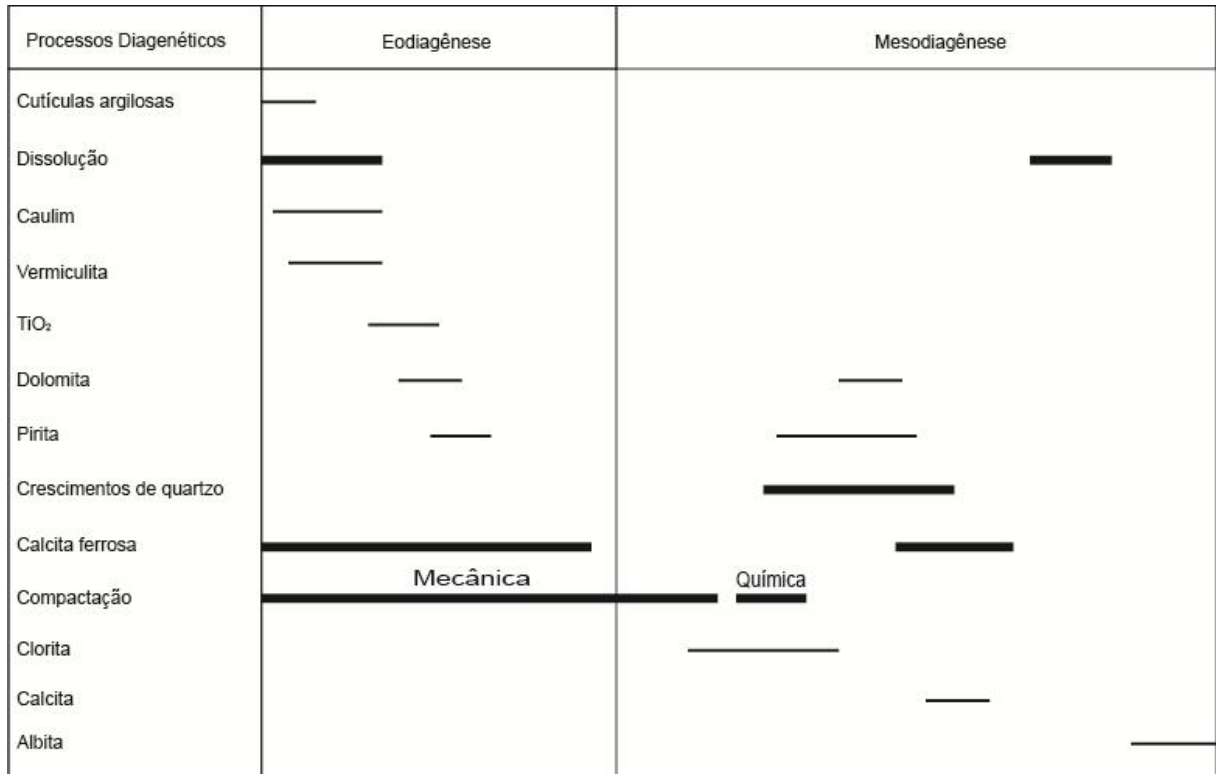 Processos Diagenéticos Eodiagênese Mesodiagênese
Cutículas argilosas
Dissolução
Caulim
Vermiculita
TiO₂
Dolomita
Pirita
Crescimentos de quartzo
Calcita ferrosa
Mecânica Química
Compactação
Clorita
Calcita
Albita